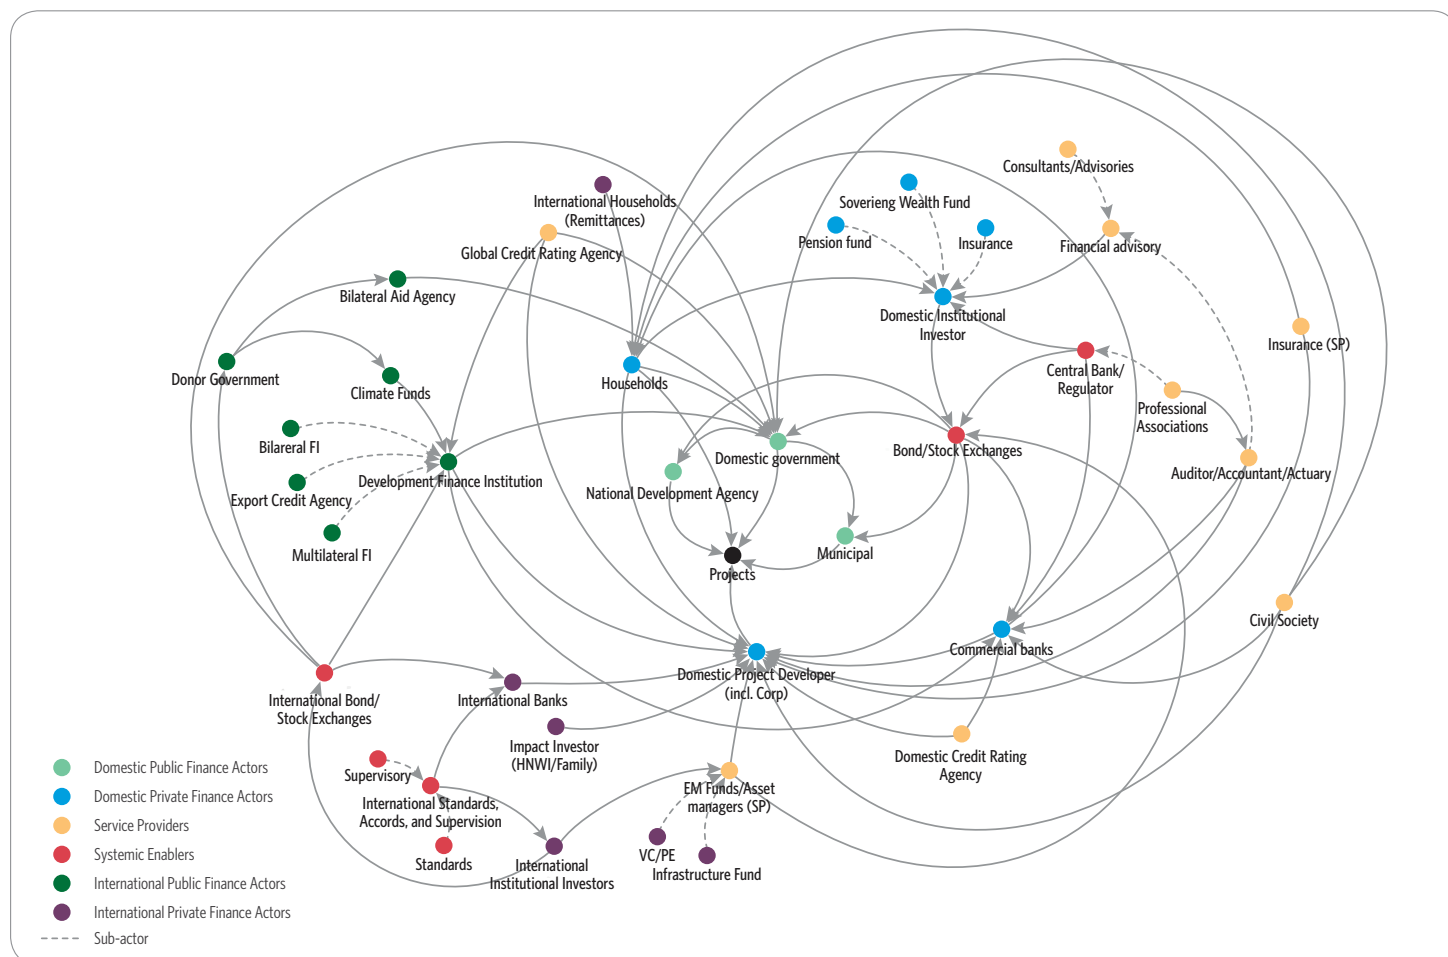 Consultants/Advisories
International Households
(Remittances)
Soverieng Wealth Fund
Pension fund
Insurance
Financial advisory
Global Credit Rating Agency
Bilateral Aid Agency
Domestic Institutional
Investor
Insurance (SP)
Donor Government
Climate Funds
Households
Central Bank/
Regulator
Professional
Associations
Bilareral FI
Domestic government
Bond/Stock Exchanges
Auditor/Accountant/Actuary
Export Credit Agency
Development Finance Institution
National Development Agency
Multilateral FI
Municipal
Projects
Civil Society
Commercial banks
Domestic Project Developer
(incl. Corp)
International Bond/
Stock Exchanges
International Banks
Impact Investor
(HNWI/Family)
Domestic Credit Rating
Agency
Supervisory
EM Funds/Asset
managers (SP)
International Standards,
Accords, and Supervision
Standards
International
Institutional Investors
VC/PE
Infrastructure Fund
Domestic Public Finance Actors
Domestic Private Finance Actors
Service Providers
Systemic Enablers
International Public Finance Actors
International Private Finance Actors
Sub-actor